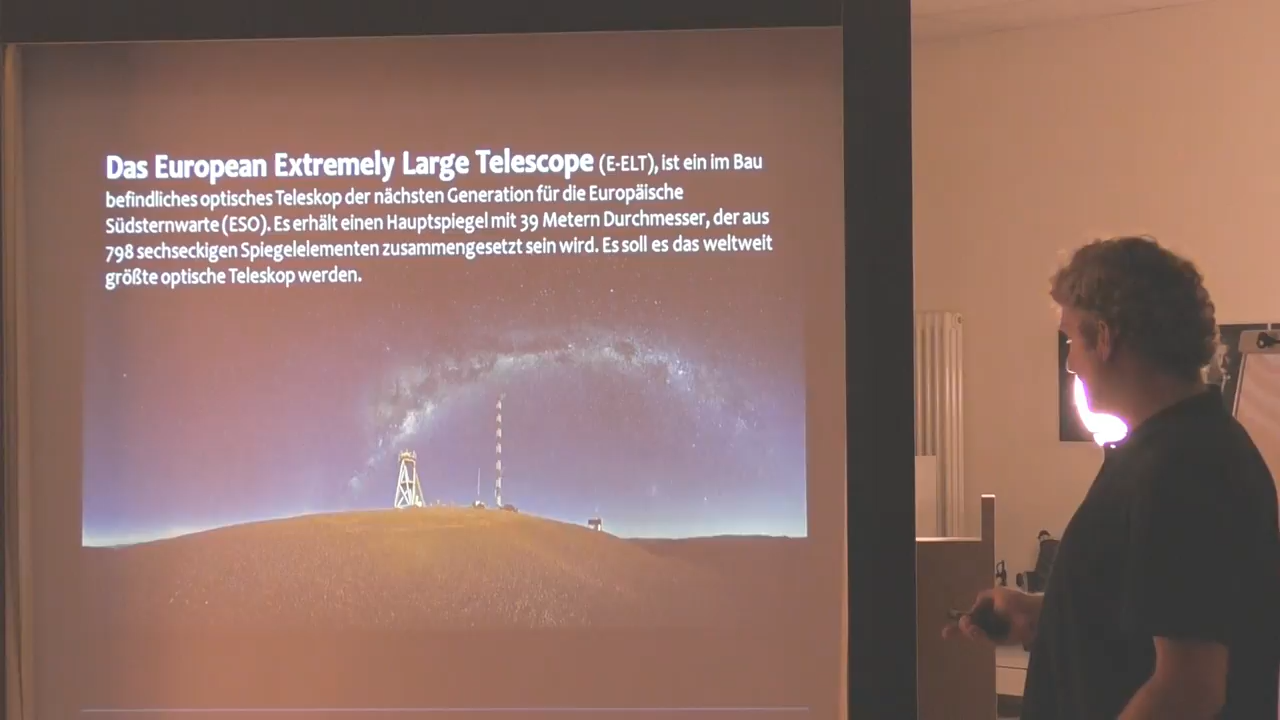 Das European Extremely Large Telescope (E-ELT), ist ein im Bau
befindliches optisches Teleskop der nächsten Generation für die Europäische
Südsternwarte (ESO). Es erhält einen Hauptspiegel mit 39 Metern Durchmesser, der aus
798 sechseckigen Spiegelelementen zusammengesetzt sein wird. Es soll es das weltweit
größte optische Teleskop werden.